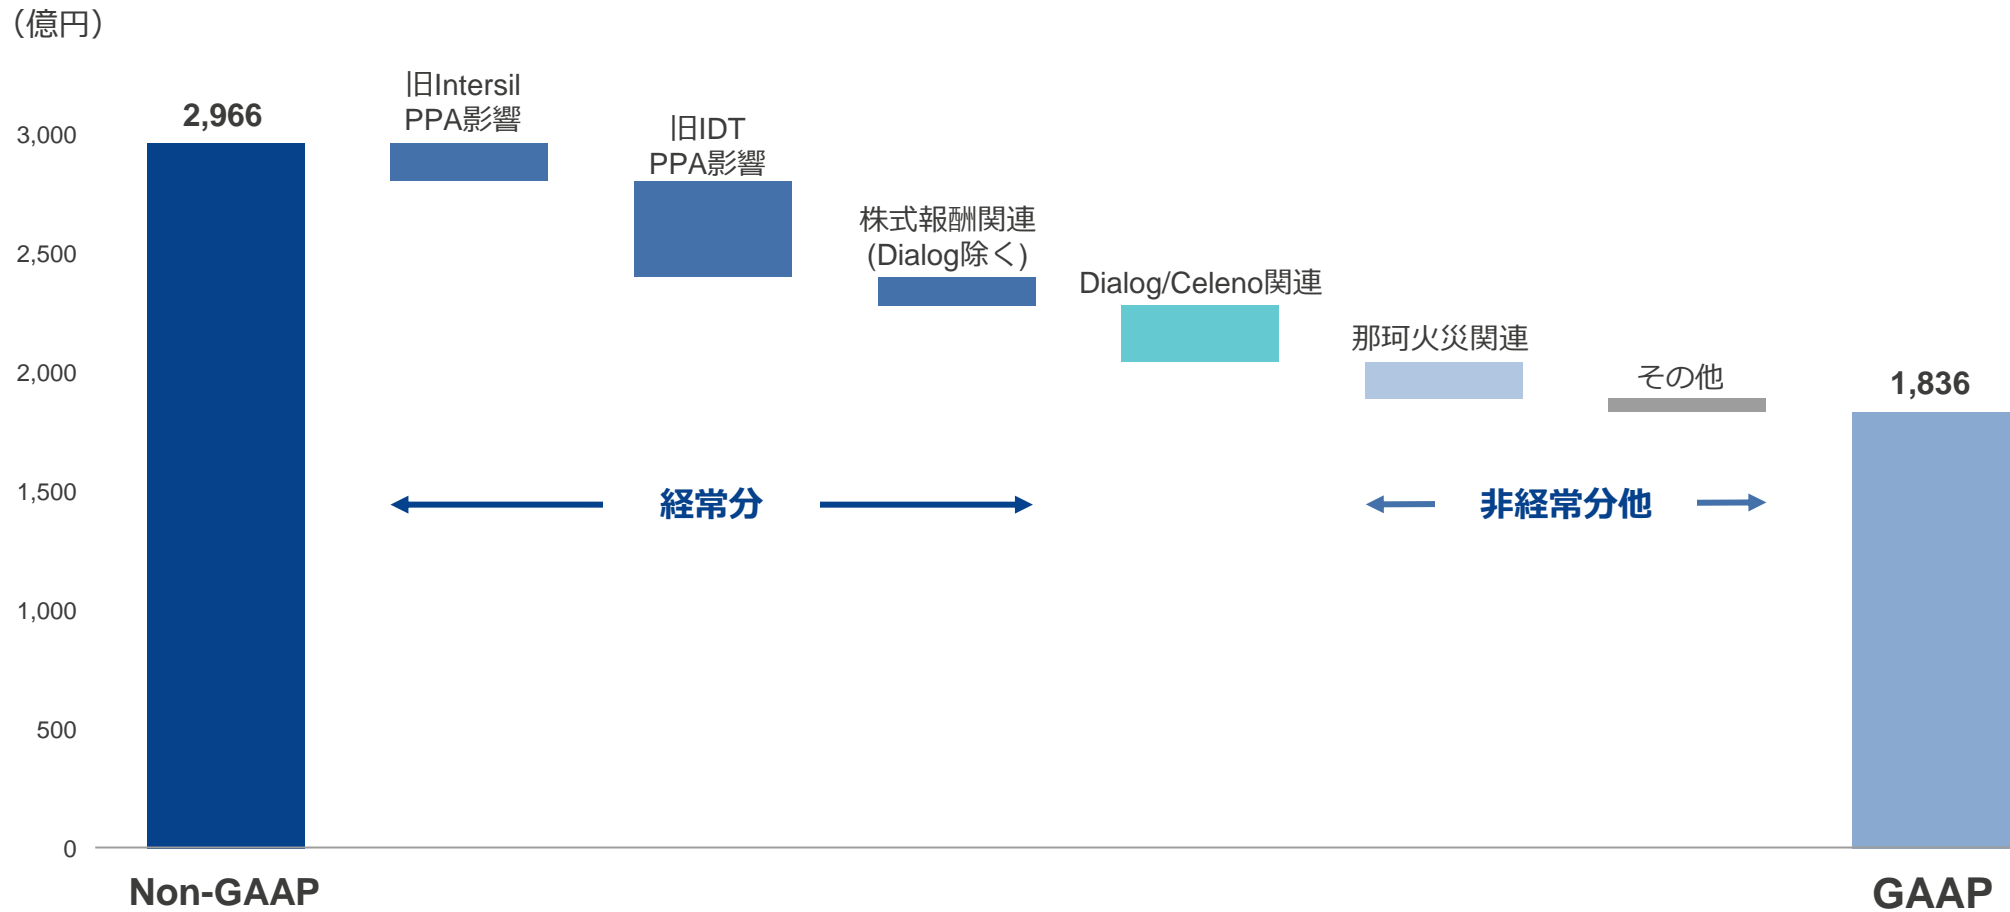 （億円）
2,966
旧Intersil
PPA影響
旧IDT
PPA影響
株式報酬関連
(Dialog除く)
Dialog/Celeno関連
那珂火災関連
その他
1,836
3,000
2,500
2,000
1,500
1,000
500
0
経常分
非経常分他
Non-GAAP
GAAP